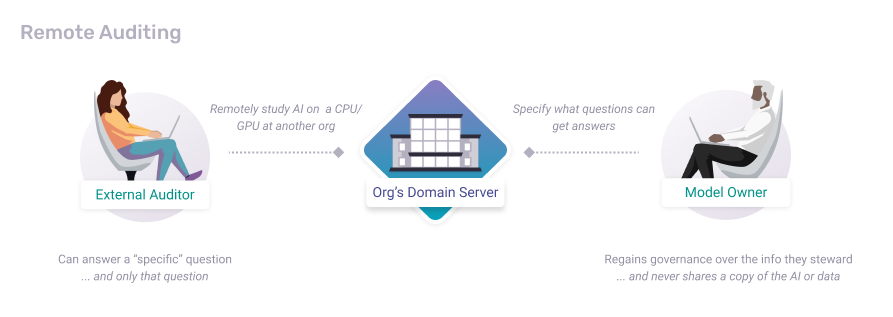 Remote Auditing
Remotely study AI on a CPU/
GPU at another org
Specify what questions can
get answers
External Auditor
Org's Domain Server
Model Owner
Can answer a “specific” question
... and only that question
Regains governance over the info they steward
... and never shares a copy of the AI or data